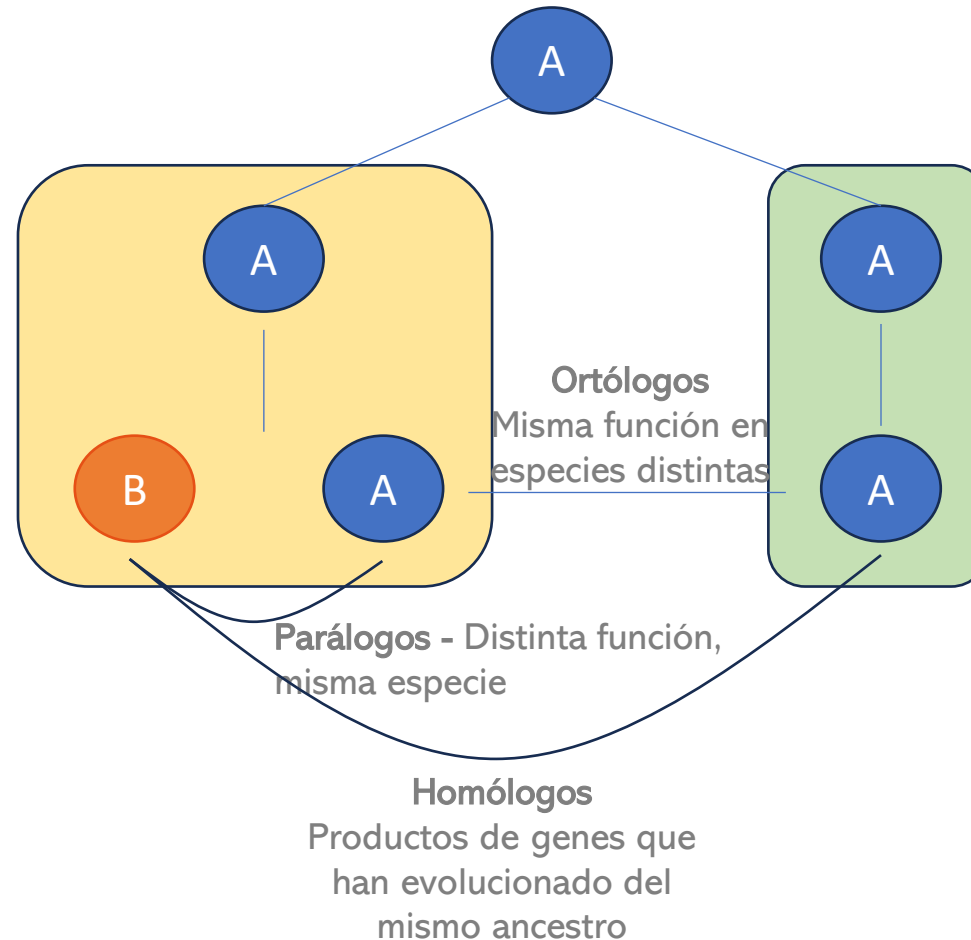 A
A
A
Ortólogos
Misma función en
especies distintas
B
A
A
Parálogos - Distinta función,
misma especie
Homólogos
Productos de genes que
han evolucionado del
mismo ancestro